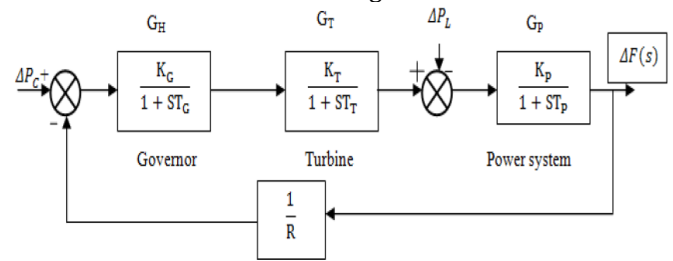 G_H
G_T
ΔP_L
G_P
ΔF(s)
ΔP_C +
−
K_G
1 + ST_G
K_T
1 + ST_T
+
−
K_P
1 + ST_P
Governor
Turbine
Power system
1
R